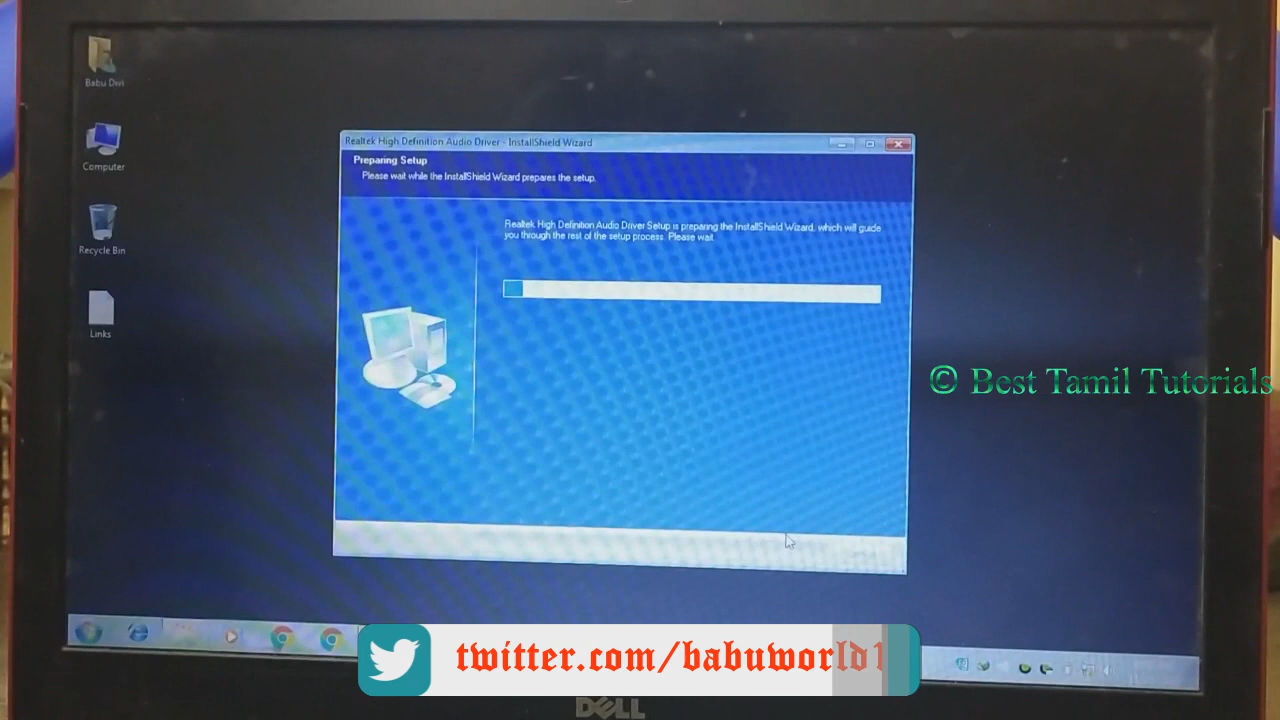 Babu Divi
Computer
Recycle Bin
Links
Realtek High Definition Audio Driver - InstallShield Wizard
Preparing Setup
Please wait while the InstallShield Wizard prepares the setup.
Realtek High Definition Audio Driver Setup is preparing the InstallShield Wizard, which will guide
you through the rest of the setup process. Please wait.
© Best Tamil Tutorials
twitter.com/babuworld1
DELL